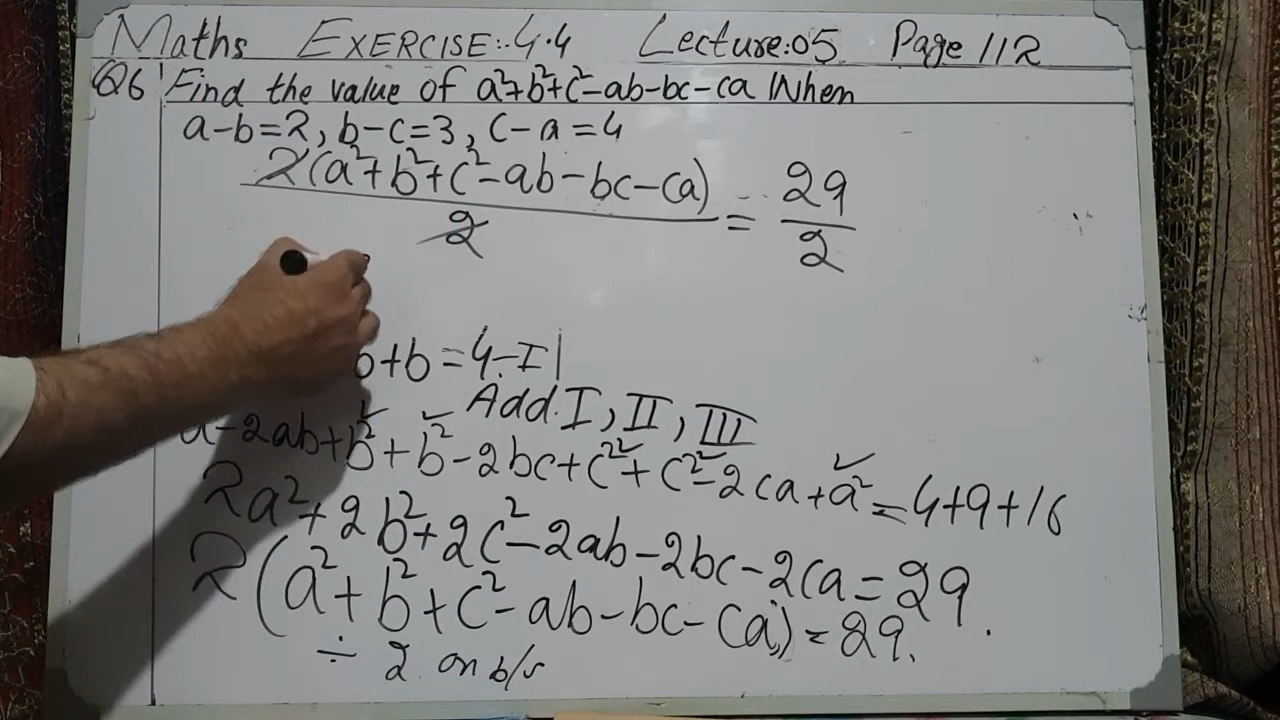 Maths EXERCISE:4.4 Lecture:05 Page 112
Q6 Find the value of a²+b²+c²-ab-bc-ca When
a-b=2, b-c=3, c-a=4
2(a²+b²+c²-ab-bc-ca)/2 = 29/2
b+b²=4-I
Add I, II, III
a-2ab+b²+b²-2bc+c²+c²-2ca+a²=4+9+16
2a²+2b²+2c²-2ab-2bc-2ca=29.
2(a²+b²+c²-ab-bc-ca)=29.
÷ 2 on b/s